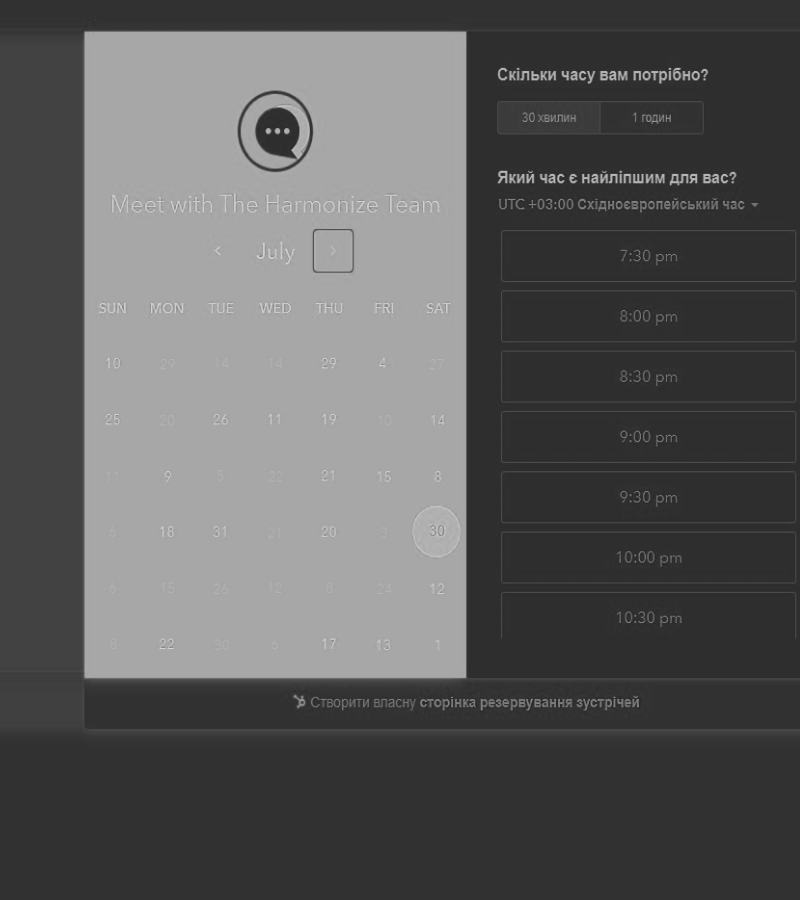 Meet with The Harmonize Team
July
SUN MON TUE WED THU FRI SAT
10 29 14 14 29 4 27
25 20 26 11 19 10 14
11 9 5 22 21 15 8
6 18 31 21 20 3 30
6 15 26 12 8 24 12
8 22 30 6 17 13 1
Скільки часу вам потрібно?
30 хвилин 1 годин
Який час є найліпшим для вас?
UTC +03:00 Східноєвропейський час
7:30 pm
8:00 pm
8:30 pm
9:00 pm
9:30 pm
10:00 pm
10:30 pm
Створити власну сторінка резервування зустрічей